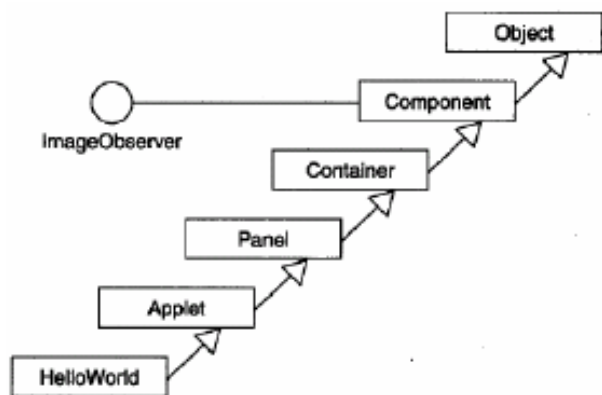 Object
Component
ImageObserver
Container
Panel
Applet
HelloWorld